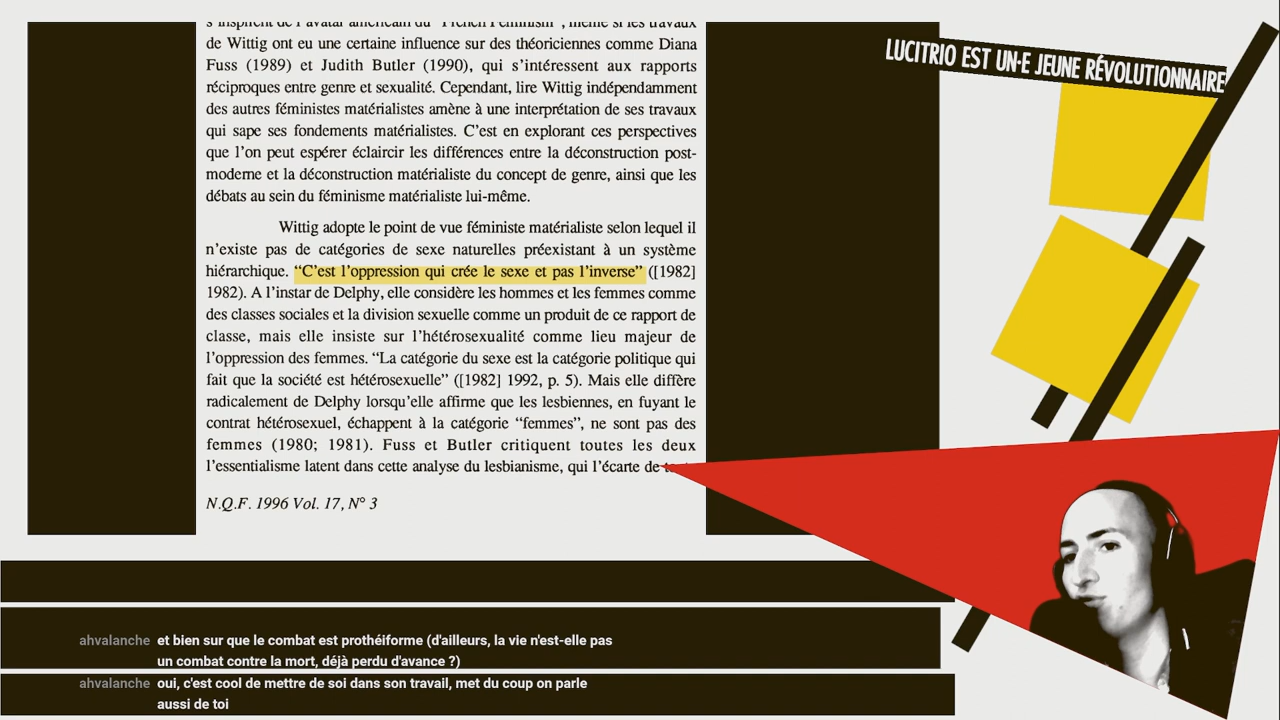 s'inspirent de l'avatar américain du "French Feminism", même si les travaux
de Wittig ont eu une certaine influence sur des théoriciennes comme Diana
Fuss (1989) et Judith Butler (1990), qui s'intéressent aux rapports
réciproques entre genre et sexualité. Cependant, lire Wittig indépendamment
des autres féministes matérialistes amène à une interprétation de ses travaux
qui sape ses fondements matérialistes. C'est en explorant ces perspectives
que l'on peut espérer éclaircir les différences entre la déconstruction post-
moderne et la déconstruction matérialiste du concept de genre, ainsi que les
débats au sein du féminisme matérialiste lui-même.
Wittig adopte le point de vue féministe matérialiste selon lequel il
n'existe pas de catégories de sexe naturelles préexistant à un système
hiérarchique. “C'est l'oppression qui crée le sexe et pas l'inverse” ([1982]
1982). A l'instar de Delphy, elle considère les hommes et les femmes comme
des classes sociales et la division sexuelle comme un produit de ce rapport de
classe, mais elle insiste sur l'hétérosexualité comme lieu majeur de
l'oppression des femmes. “La catégorie du sexe est la catégorie politique qui
fait que la société est hétérosexuelle” ([1982] 1992, p. 5). Mais elle diffère
radicalement de Delphy lorsqu'elle affirme que les lesbiennes, en fuyant le
contrat hétérosexuel, échappent à la catégorie “femmes”, ne sont pas des
femmes (1980; 1981). Fuss et Butler critiquent toutes les deux
l'essentialisme latent dans cette analyse du lesbianisme, qui l'écarte de
N.Q.F. 1996 Vol. 17, N° 3
LUCITRIO EST UN·E JEUNE RÉVOLUTIONNAIRE
ahvalanche et bien sur que le combat est prothéiforme (d'ailleurs, la vie n'est-elle pas
un combat contre la mort, déjà perdu d'avance ?)
ahvalanche oui, c'est cool de mettre de soi dans son travail, met du coup on parle
aussi de toi